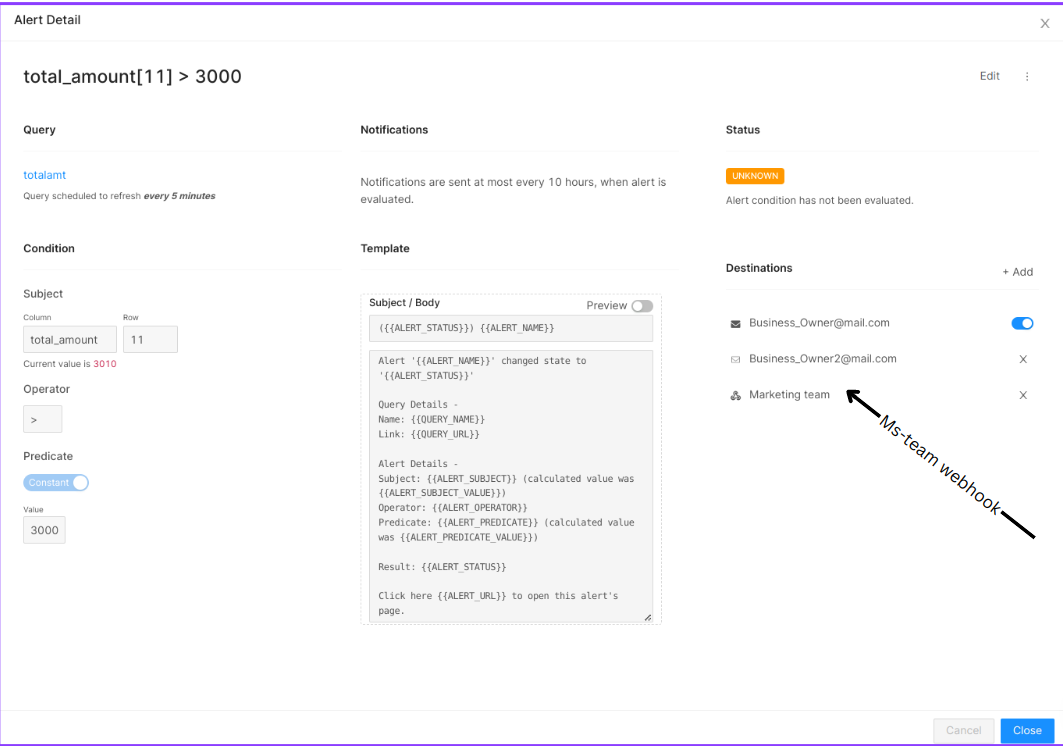 Alert Detail
total_amount[11] > 3000
Edit
Query
totalamt
Query scheduled to refresh every 5 minutes
Condition
Subject
Column
Row
total_amount
11
Current value is 3010
Operator
>
Predicate
Constant
Value
3000
Notifications
Notifications are sent at most every 10 hours, when alert is
evaluated.
Template
Subject / Body
Preview
({{ALERT_STATUS}}) {{ALERT_NAME}}
Alert '{{ALERT_NAME}}' changed state to
'{{ALERT_STATUS}}'
Query Details -
Name: {{QUERY_NAME}}
Link: {{QUERY_URL}}
Alert Details -
Subject: {{ALERT_SUBJECT}} (calculated value was
{{ALERT_SUBJECT_VALUE}})
Operator: {{ALERT_OPERATOR}}
Predicate: {{ALERT_PREDICATE}} (calculated value
was {{ALERT_PREDICATE_VALUE}})
Result: {{ALERT_STATUS}}
Click here {{ALERT_URL}} to open this alert's
page.
Status
UNKNOWN
Alert condition has not been evaluated.
Destinations
+ Add
Business_Owner@mail.com
Business_Owner2@mail.com
Marketing team
Ms-team webhook
Cancel
Close